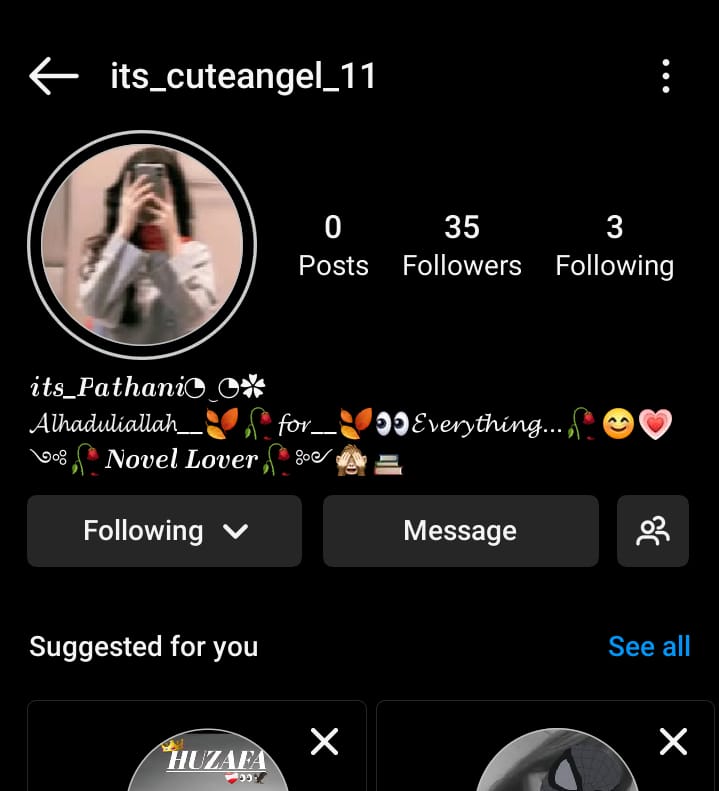 its_cuteangel_11
0 35 3
Posts Followers Following
its_Pathani◔‿◔✽
Alhaduliallah__🍂🥀for__🍂👀Everything...🥀😊💗
༄🥀Novel Lover🥀࿐🙈📚
Following Message
Suggested for you See all
👑
HUZAFA